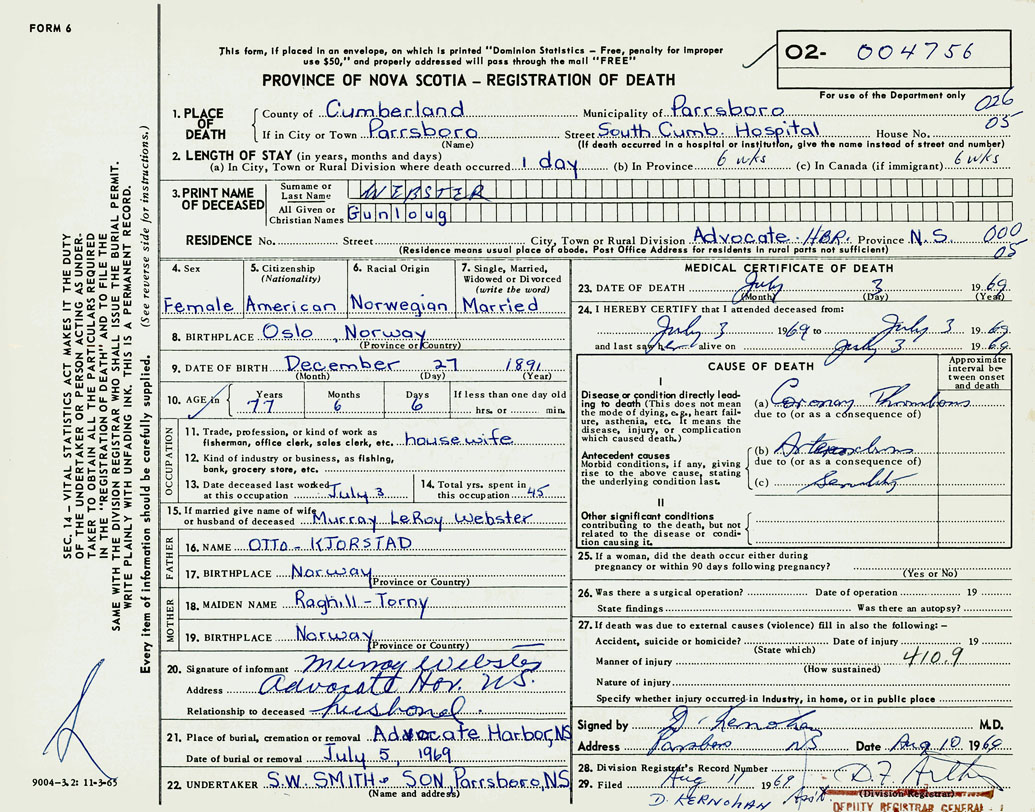 FORM 6
This form, if placed in an envelope, on which is printed "Dominion Statistics – Free, penalty for improper
use $50," and properly addressed will pass through the mail "FREE"
PROVINCE OF NOVA SCOTIA – REGISTRATION OF DEATH
O2- 004756
For use of the Department only
026
05
1. PLACE OF DEATH
County of Cumberland Municipality of Parrsboro
If in City or Town Parrsboro Street South Cumb. Hospital House No.
(Name) (If death occurred in a hospital or institution, give the name instead of street and number)
2. LENGTH OF STAY (in years, months and days)
(a) In City, Town or Rural Division where death occurred 1 day (b) In Province 6 wks (c) In Canada (if immigrant) 6 wks
3. PRINT NAME OF DECEASED
Surname or Last Name WEBSTER
All Given or Christian Names Gunloug
RESIDENCE No. Street City, Town or Rural Division Advocate HBR. Province N.S. 000
(Residence means usual place of abode. Post Office Address for residents in rural parts not sufficient) 05
4. Sex Female
5. Citizenship (Nationality) American
6. Racial Origin Norwegian
7. Single, Married, Widowed or Divorced (write the word) Married
8. BIRTHPLACE Oslo, Norway
(Province or Country)
9. DATE OF BIRTH December 27 1891
(Month) (Day) (Year)
10. AGE in Years 77 Months 6 Days 6 If less than one day old
hrs. or min.
OCCUPATION
11. Trade, profession, or kind of work as
fisherman, office clerk, sales clerk, etc. housewife
12. Kind of industry or business, as fishing,
bank, grocery store, etc.
13. Date deceased last worked
at this occupation July 3
14. Total yrs. spent in
this occupation 45
15. If married give name of wife
or husband of deceased Murray LeRoy Webster
FATHER
16. NAME OTTO - KJORSTAD
17. BIRTHPLACE Norway
(Province or Country)
MOTHER
18. MAIDEN NAME Raghill - Torny
19. BIRTHPLACE Norway
(Province or Country)
20. Signature of informant Murray Webster
Address Advocate Hbr. N.S.
Relationship to deceased husband.
21. Place of burial, cremation or removal Advocate Harbor, NS
Date of burial or removal July 5, 1969
22. UNDERTAKER S.W. SMITH & SON, Parrsboro, NS
(Name and address)
MEDICAL CERTIFICATE OF DEATH
23. DATE OF DEATH July 3 1969
(Month) (Day) (Year)
24. I HEREBY CERTIFY that I attended deceased from:
July 3 1969 to July 3 1969
and last saw her alive on July 3 1969
CAUSE OF DEATH
Approximate interval between onset and death
I
Disease or condition directly leading to death (This does not mean
the mode of dying, e.g., heart failure, asthenia, etc. It means the
disease, injury, or complication
which caused death.)
(a) Coronary Thrombosis
due to (or as a consequence of)
Antecedent causes
Morbid conditions, if any, giving
rise to the above cause, stating
the underlying condition last.
(b)
due to (or as a consequence of)
(c) Senility
II
Other significant conditions
contributing to the death, but not
related to the disease or condition
causing it.
25. If a woman, did the death occur either during
pregnancy or within 90 days following pregnancy?
(Yes or No)
26. Was there a surgical operation? Date of operation 19
State findings Was there an autopsy?
27. If death was due to external causes (violence) fill in also the following: –
Accident, suicide or homicide? Date of injury 19
(State which)
Manner of injury 410.9
(How sustained)
Nature of injury
Specify whether injury occurred in industry, in home, or in public place
Signed by D. Kernohan M.D.
Address Parrsboro NS Date Aug 10 1969
28. Division Registrar's Record Number
29. Filed Aug 11 1969
(Division Registrar)
D. KERNOHAN
DEPUTY REGISTRAR GENERAL
SEC. 14 – VITAL STATISTICS ACT MAKES IT THE DUTY
OF THE UNDERTAKER OR PERSON ACTING AS UNDER-
TAKER TO OBTAIN ALL THE PARTICULARS REQUIRED
IN THE "REGISTRATION OF DEATH" AND TO FILE THE
SAME WITH THE DIVISION REGISTRAR WHO SHALL ISSUE THE BURIAL PERMIT.
WRITE PLAINLY WITH UNFADING INK. THIS IS A PERMANENT RECORD.
Every item of information should be carefully supplied. (See reverse side for instructions.)
9004-3.2: 11-3-65